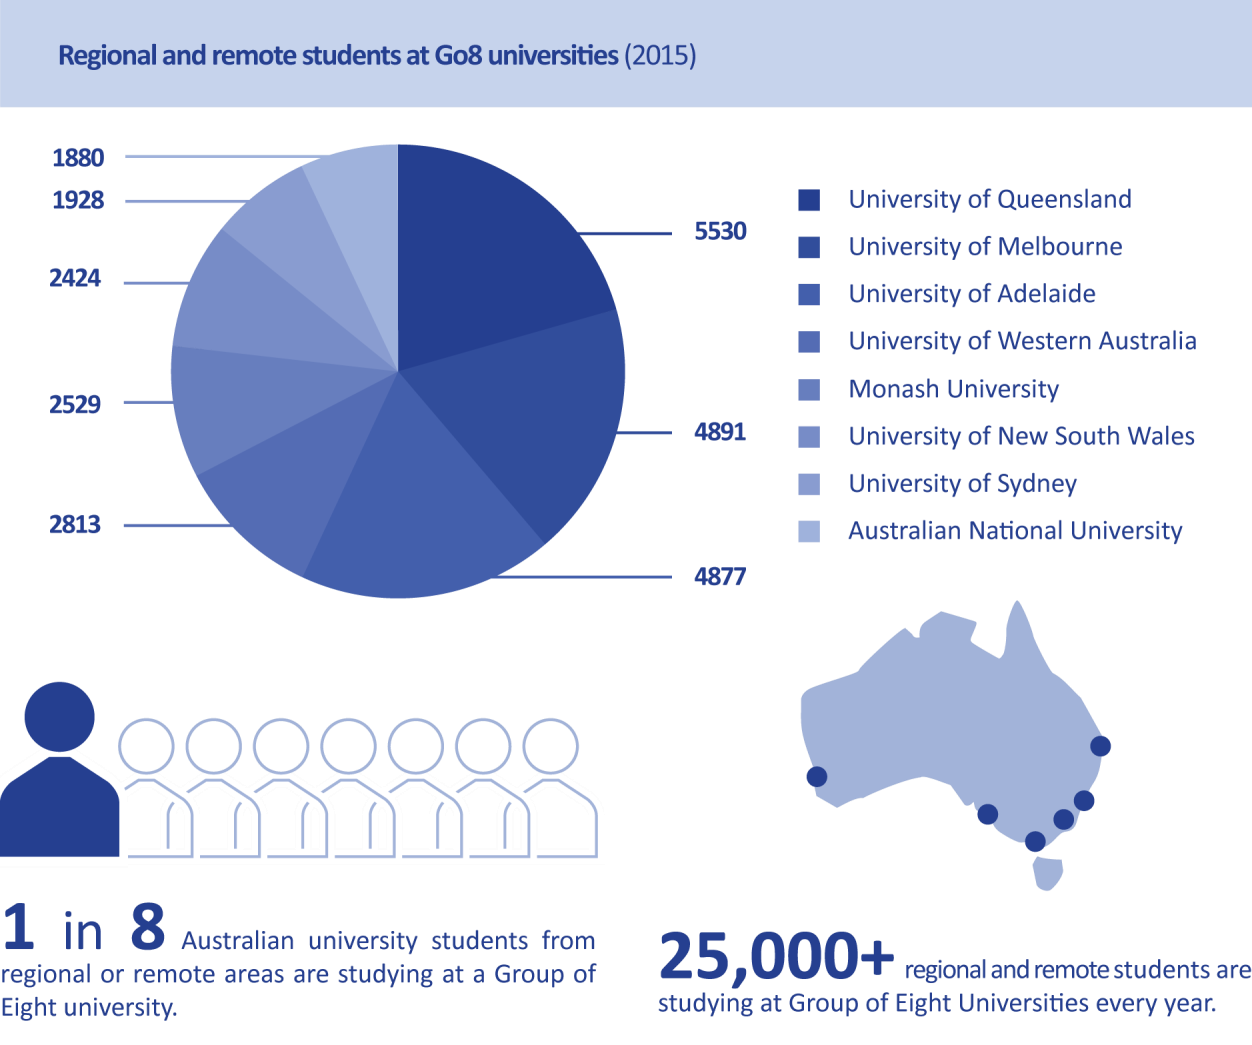 Regional and remote students at Go8 universities (2015)
1880
1928
2424
2529
2813
5530
4891
4877
University of Queensland
University of Melbourne
University of Adelaide
University of Western Australia
Monash University
University of New South Wales
University of Sydney
Australian National University
1 in 8 Australian university students from
regional or remote areas are studying at a Group of
Eight university.
25,000+ regional and remote students are
studying at Group of Eight Universities every year.